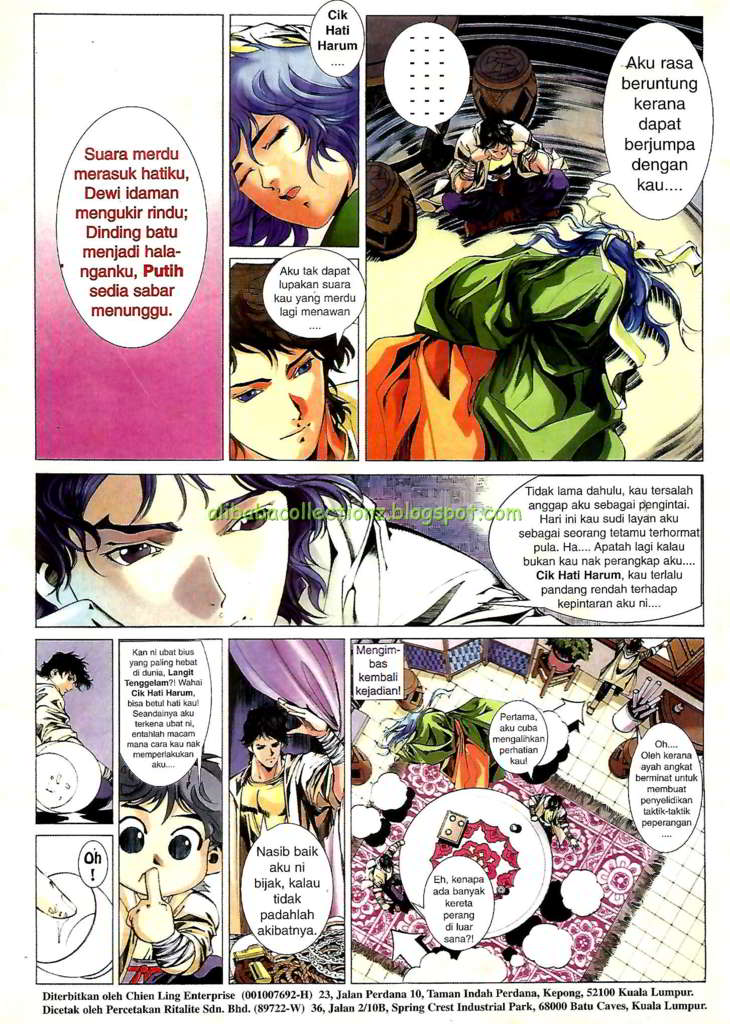 Suara merdu
merasuk hatiku,
Dewi idaman
mengukir rindu;
Dinding batu
menjadi hala-
nganku, Putih
sedia sabar
menunggu.
Cik
Hati
Harum
....
Aku tak dapat
lupakan suara
kau yang merdu
lagi menawan
....
Aku rasa
beruntung
kerana
dapat
berjumpa
dengan
kau....
Tidak lama dahulu, kau tersalah
anggap aku sebagai pengintai.
Hari ini kau sudi layan aku
sebagai seorang tetamu terhormat
pula. Ha.... Apatah lagi kalau
bukan kau nak perangkap aku....
Cik Hati Harum, kau terlalu
pandang rendah terhadap
kepintaran aku ni....
alibabacollections.blogspot.com
Oh
!
Kan ni ubat bius
yang paling hebat
di dunia, Langit
Tenggelam?! Wahai
Cik Hati Harum,
bisa betul hati kau!
Seandainya aku
terkena ubat ni,
entahlah macam
mana cara kau nak
memperlakukan
aku....
Nasib baik
aku ni
bijak, kalau
tidak
padahlah
akibatnya.
Mengim-
bas
kembali
kejadian!
Pertama,
aku cuba
mengalihkan
perhatian
kau!
Oh....
Oleh kerana
ayah angkat
berminat untuk
membuat
penyelidikan
taktik-taktik
peperangan
....
Eh, kenapa
ada banyak
kereta
perang
di luar
sana?!
Diterbitkan oleh Chien Ling Enterprise (001007692-H) 23, Jalan Perdana 10, Taman Indah Perdana, Kepong, 52100 Kuala Lumpur.
Dicetak oleh Percetakan Ritalite Sdn. Bhd. (89722-W) 36, Jalan 2/10B, Spring Crest Industrial Park, 68000 Batu Caves, Kuala Lumpur.